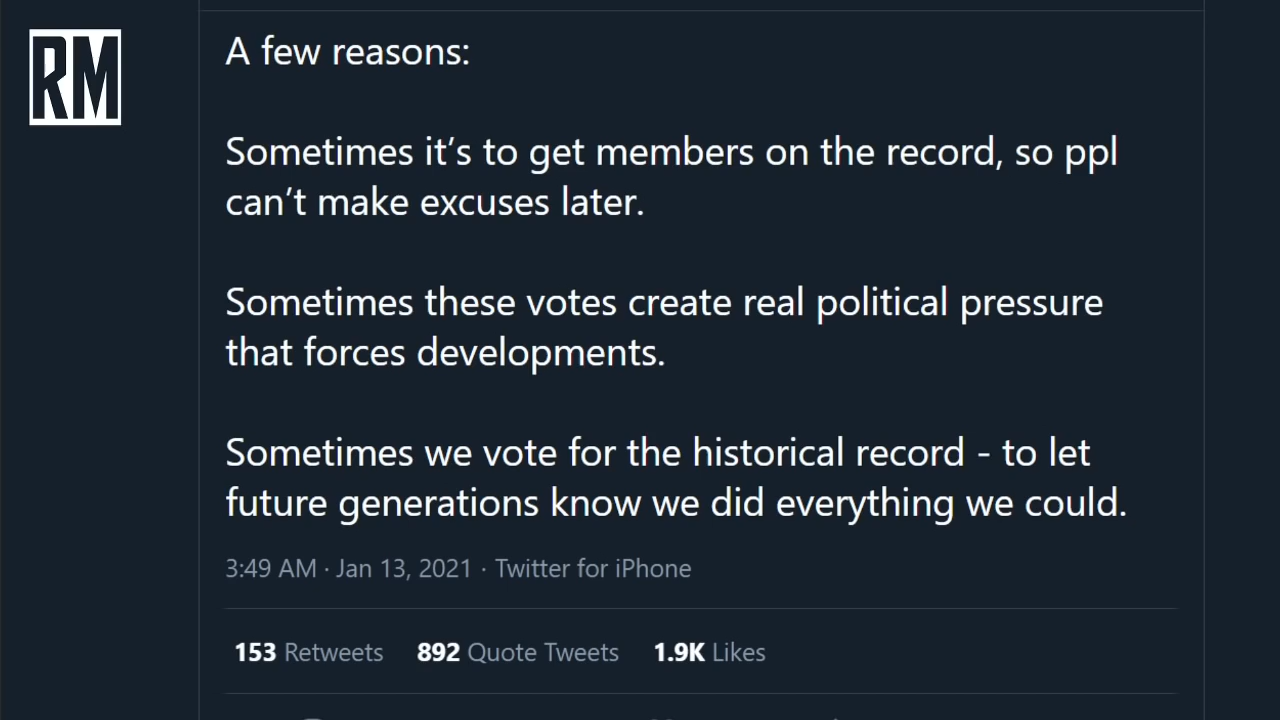 RM
A few reasons:
Sometimes it’s to get members on the record, so ppl
can’t make excuses later.
Sometimes these votes create real political pressure
that forces developments.
Sometimes we vote for the historical record - to let
future generations know we did everything we could.
3:49 AM · Jan 13, 2021 · Twitter for iPhone
153 Retweets 892 Quote Tweets 1.9K Likes